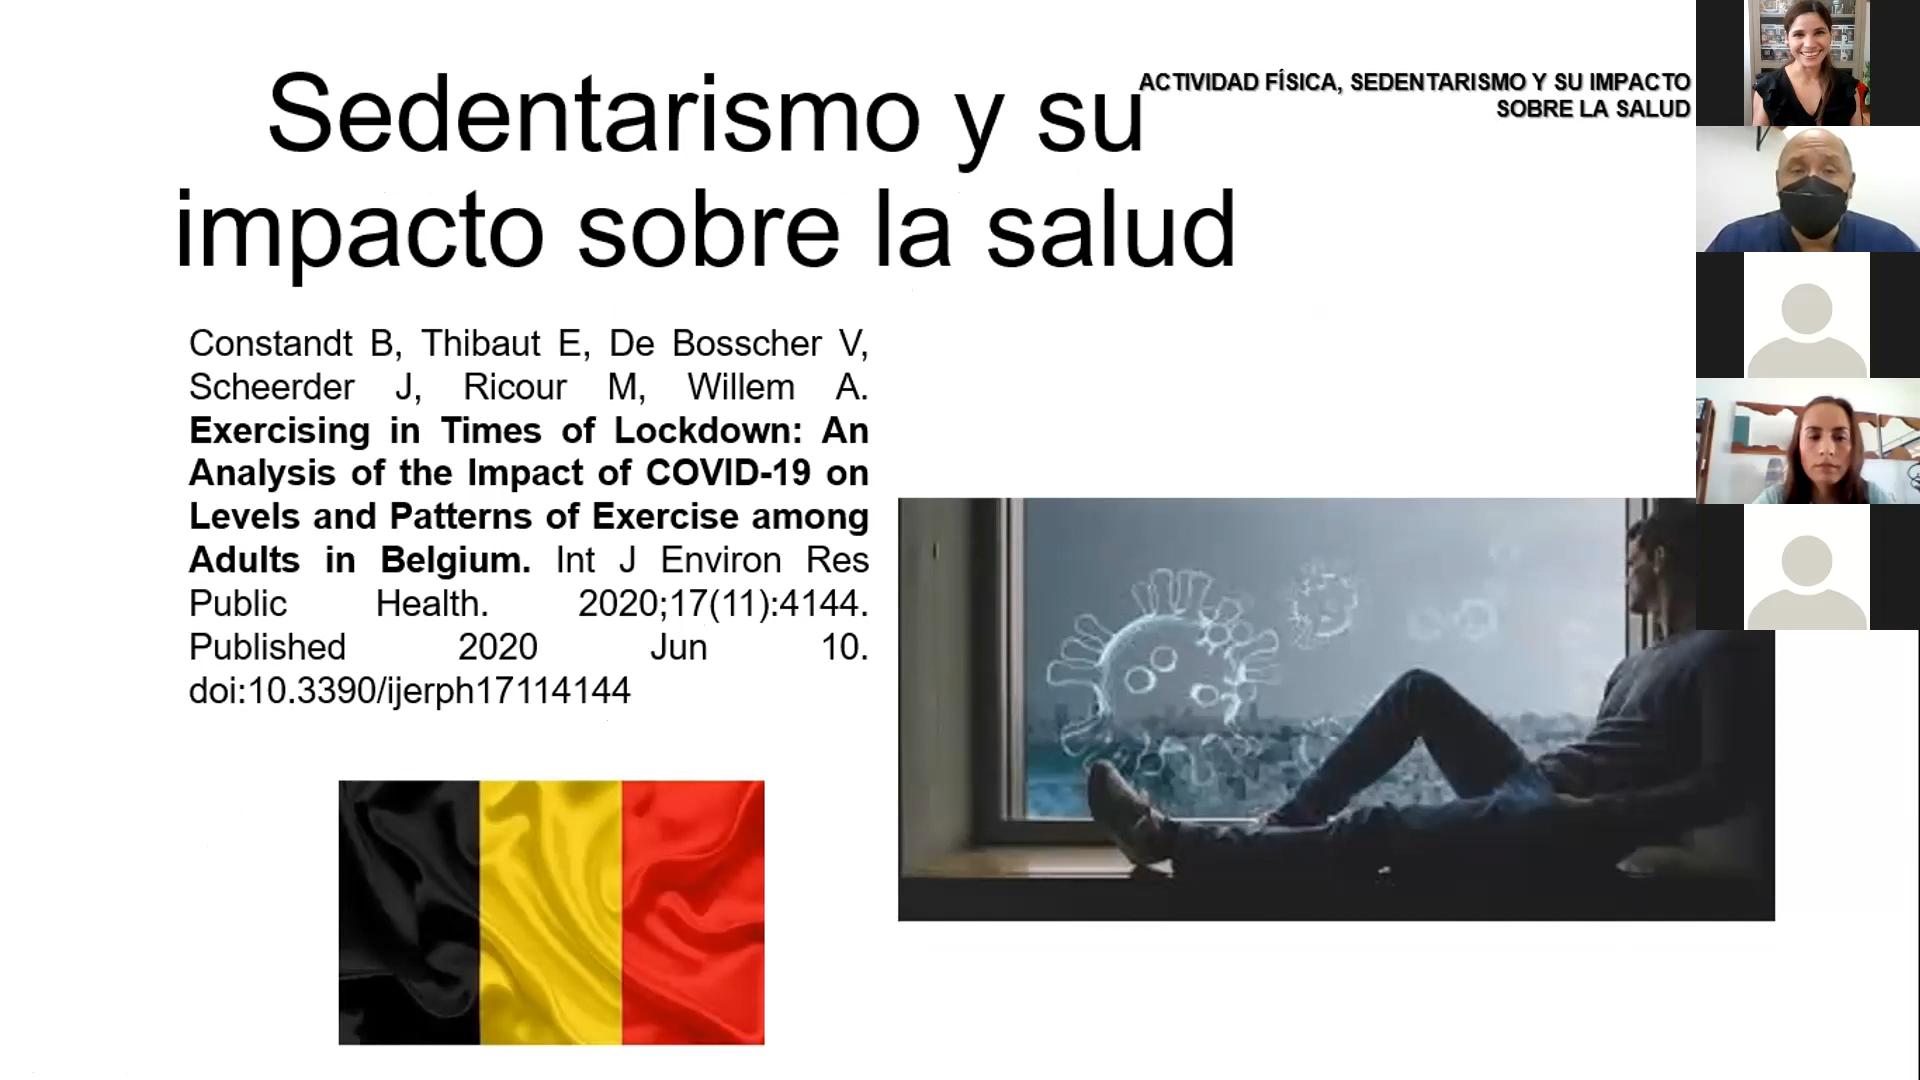 Sedentarismo y su
impacto sobre la salud
ACTIVIDAD FÍSICA, SEDENTARISMO Y SU IMPACTO
SOBRE LA SALUD
Constandt B, Thibaut E, De Bosscher V,
Scheerder J, Ricour M, Willem A.
Exercising in Times of Lockdown: An
Analysis of the Impact of COVID-19 on
Levels and Patterns of Exercise among
Adults in Belgium. Int J Environ Res
Public Health. 2020;17(11):4144.
Published 2020 Jun 10.
doi:10.3390/ijerph17114144